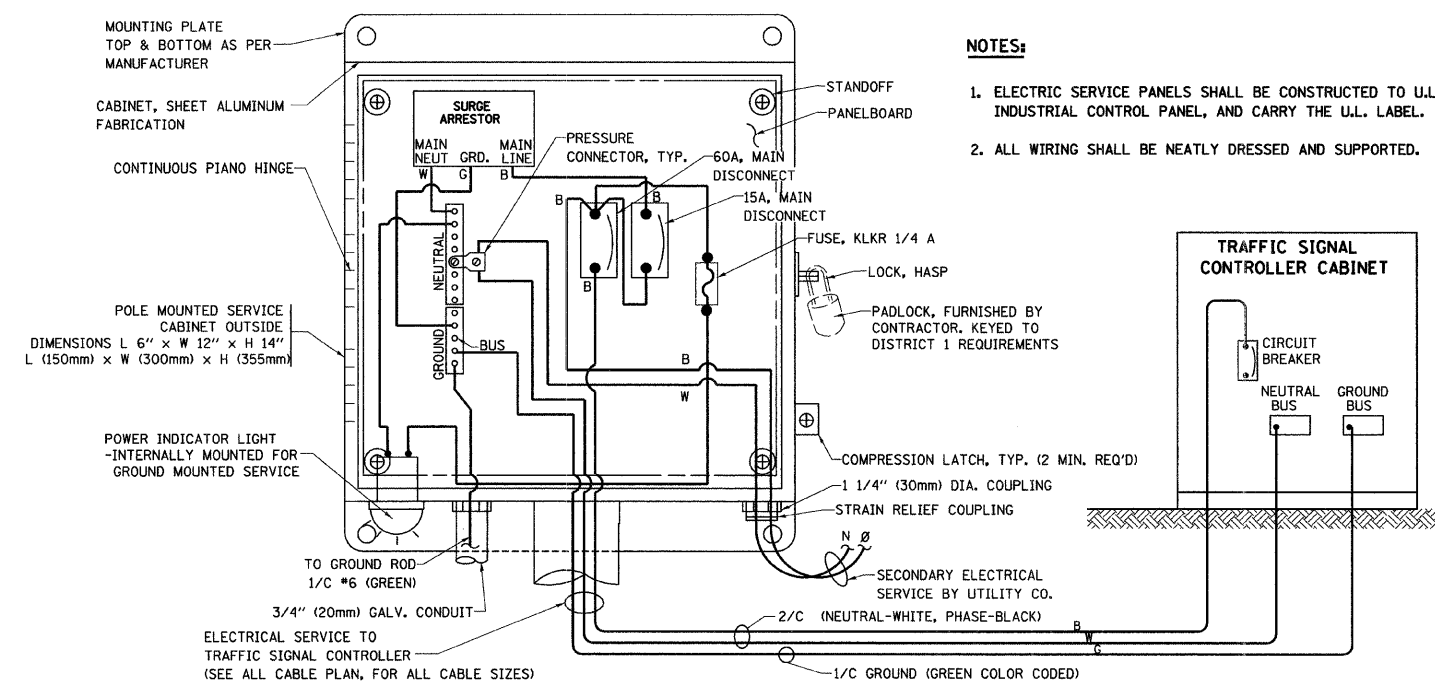 MOUNTING PLATE
TOP & BOTTOM AS PER
MANUFACTURER
CABINET, SHEET ALUMINUM
FABRICATION
CONTINUOUS PIANO HINGE
POLE MOUNTED SERVICE
CABINET OUTSIDE
DIMENSIONS L 6" x W 12" x H 14"
L (150mm) x W (300mm) x H (355mm)
POWER INDICATOR LIGHT
-INTERNALLY MOUNTED FOR
GROUND MOUNTED SERVICE
SURGE
ARRESTOR
MAIN
NEUT
GRD.
MAIN
LINE
W
G
B
PRESSURE
CONNECTOR, TYP.
NEUTRAL
GROUND
BUS
STANDOFF
PANELBOARD
60A, MAIN
DISCONNECT
15A, MAIN
DISCONNECT
B
B
B
FUSE, KLKR 1/4 A
LOCK, HASP
PADLOCK, FURNISHED BY
CONTRACTOR. KEYED TO
DISTRICT 1 REQUIREMENTS
B
W
COMPRESSION LATCH, TYP. (2 MIN. REQ'D)
1 1/4" (30mm) DIA. COUPLING
STRAIN RELIEF COUPLING
N Ø
SECONDARY ELECTRICAL
SERVICE BY UTILITY CO.
TO GROUND ROD
1/C #6 (GREEN)
3/4" (20mm) GALV. CONDUIT
ELECTRICAL SERVICE TO
TRAFFIC SIGNAL CONTROLLER
(SEE ALL CABLE PLAN, FOR ALL CABLE SIZES)
2/C (NEUTRAL-WHITE, PHASE-BLACK)
B
W
G
1/C GROUND (GREEN COLOR CODED)
NOTES:
1. ELECTRIC SERVICE PANELS SHALL BE CONSTRUCTED TO U.L
INDUSTRIAL CONTROL PANEL, AND CARRY THE U.L. LABEL.
2. ALL WIRING SHALL BE NEATLY DRESSED AND SUPPORTED.
TRAFFIC SIGNAL
CONTROLLER CABINET
CIRCUIT
BREAKER
NEUTRAL
BUS
GROUND
BUS